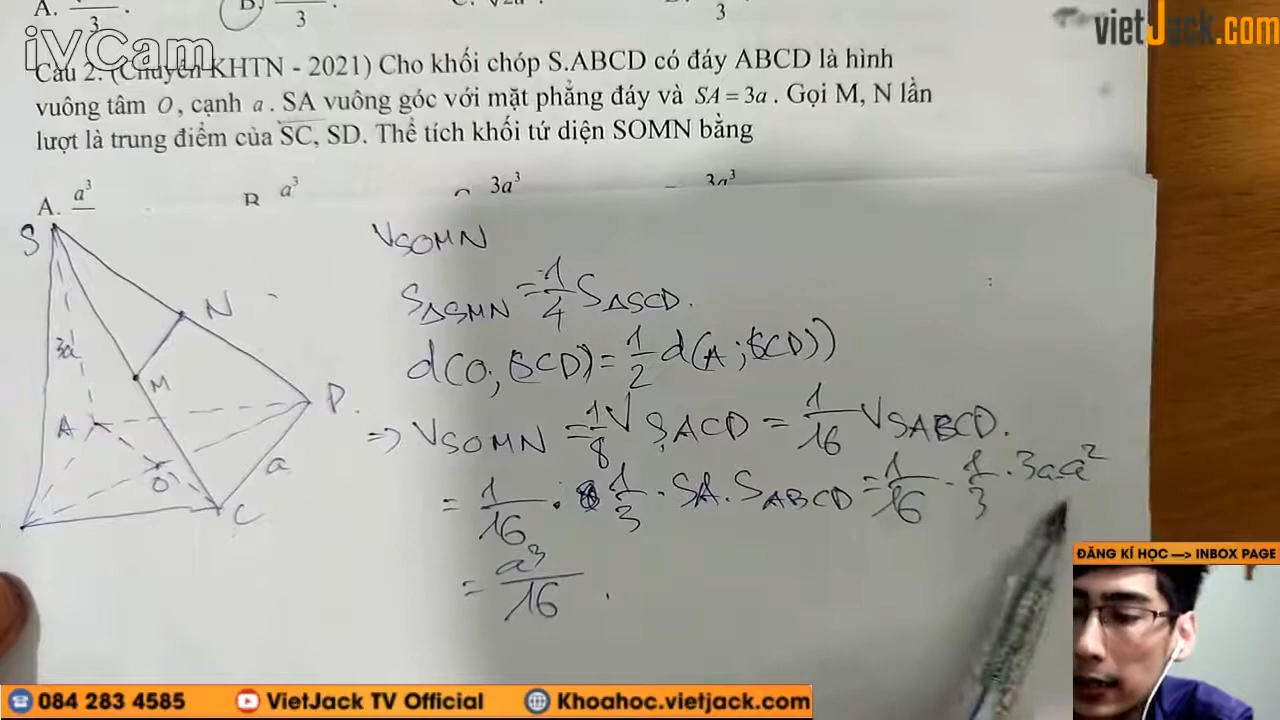 A. 3 .
B. 3
3
iVCam
vietJack.com
Câu 2. (Chuyên KHTN - 2021) Cho khối chóp S.ABCD có đáy ABCD là hình
vuông tâm O, cạnh a. SA vuông góc với mặt phẳng đáy và SA = 3a. Gọi M, N lần
lượt là trung điểm của SC, SD. Thể tích khối tứ diện SOMN bằng
A. a³ B. a³ 3a³ 3a³
S
N
3a
M
A
D.
O
a
C
VSOMN
S∆SMN = 1/4 S∆SCD.
d(O; (SCD)) = 1/2 d(A; (SCD))
=> VSOMN = 1/8 VS.ACD = 1/16 VSABCD.
= 1/16 . 1/3 . SA. SABCD = 1/16 . 1/3 . 3a.a²
= a³/16 .
ĐĂNG KÍ HỌC —> INBOX PAGE
084 283 4585 VietJack TV Official Khoahoc.vietjack.com